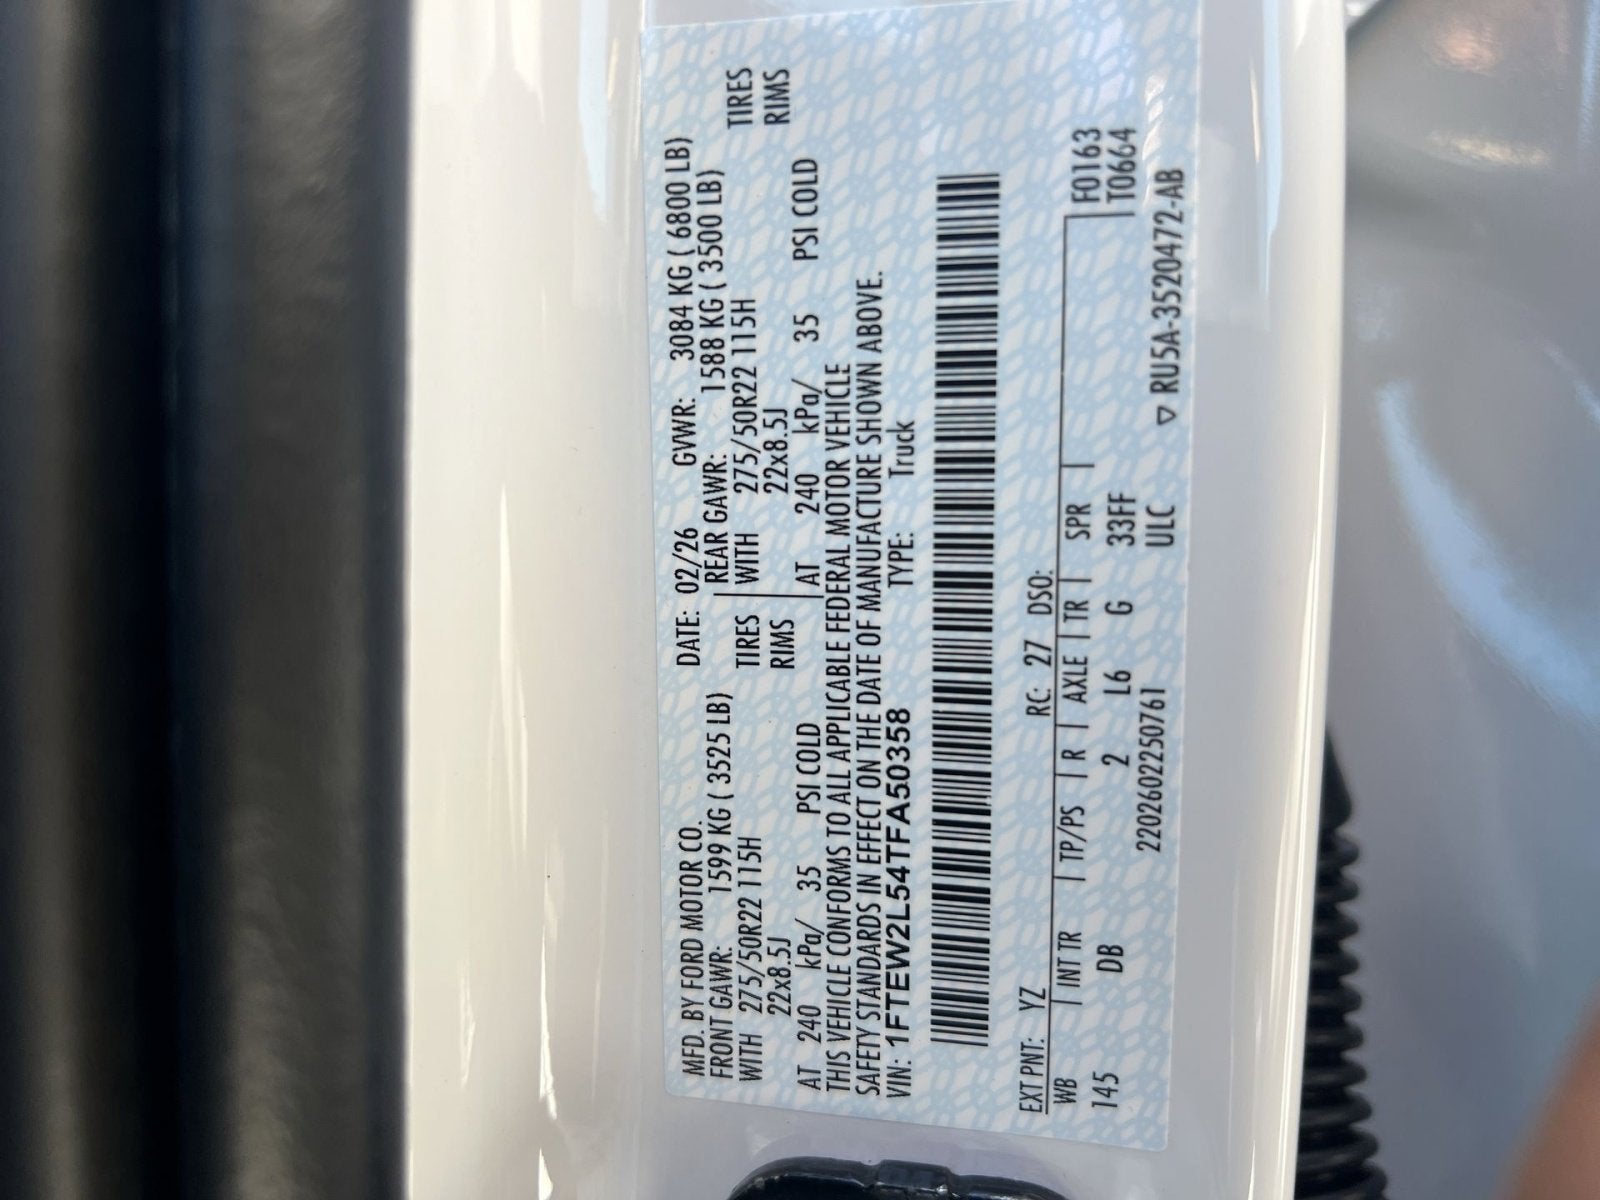 MFD. BY FORD MOTOR CO.
DATE: 02/26 GVWR: 3084 KG ( 6800 LB)
FRONT GAWR: 1599 KG ( 3525 LB) REAR GAWR: 1588 KG ( 3500 LB)
WITH 275/50R22 115H TIRES WITH 275/50R22 115H TIRES
22x8.5J RIMS 22x8.5J RIMS
AT 240 kPa/ 35 PSI COLD AT 240 kPa/ 35 PSI COLD
THIS VEHICLE CONFORMS TO ALL APPLICABLE FEDERAL MOTOR VEHICLE
SAFETY STANDARDS IN EFFECT ON THE DATE OF MANUFACTURE SHOWN ABOVE.
VIN: 1FTEW2L54TFA50358 TYPE: Truck
EXT PNT: YZ RC: 27 DSO:
WB INT TR TP/PS R AXLE TR SPR F0163
145 DB 2 L6 G 33FF T0664
2202602250761 ULC ▽ RU5A-3520472-AB